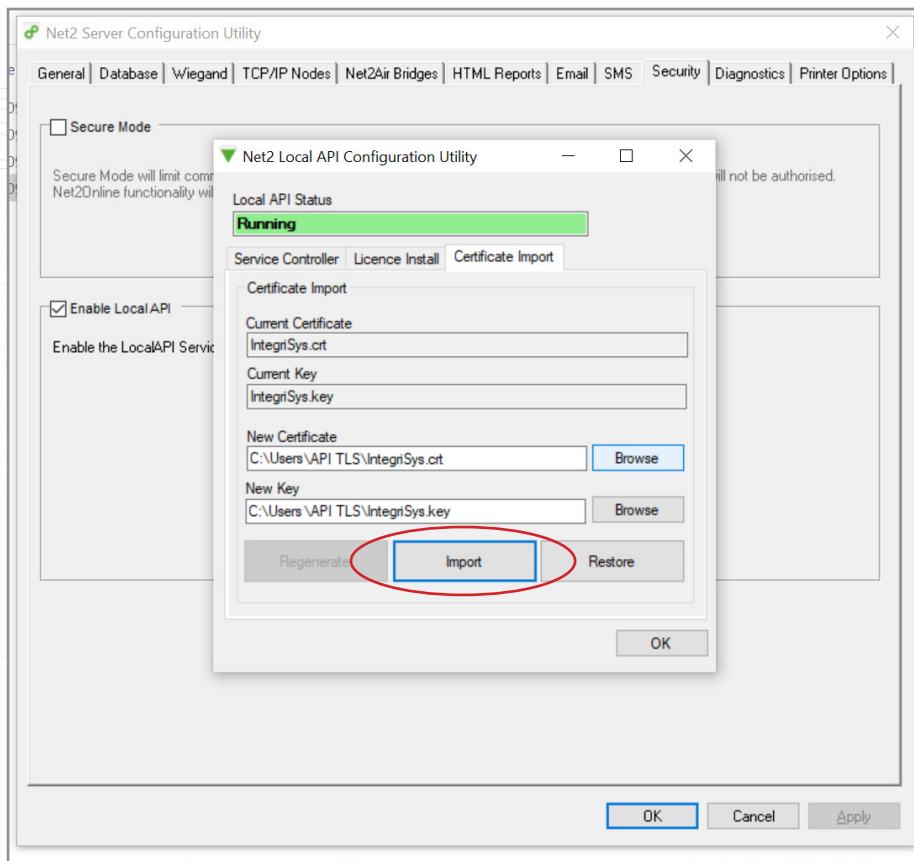 Net2 Server Configuration Utility
General Database Wiegand TCP/IP Nodes Net2Air Bridges HTML Reports Email SMS Security Diagnostics Printer Options
Secure Mode
Secure Mode will limit ill not be authorised.
Net2Online functionality
Net2 Local API Configuration Utility
Local API Status
Running
Service Controller Licence Install Certificate Import
Certificate Import
Enable Local API
Current Certificate
IntegriSys.crt
Enable the LocalAPI
Current Key
IntegriSys.key
New Certificate
C:\Users\API TLS\IntegriSys.crt Browse
New Key
C:\Users \API TLS\IntegriSys.key Browse
Regenerate Import Restore
OK
OK Cancel Apply